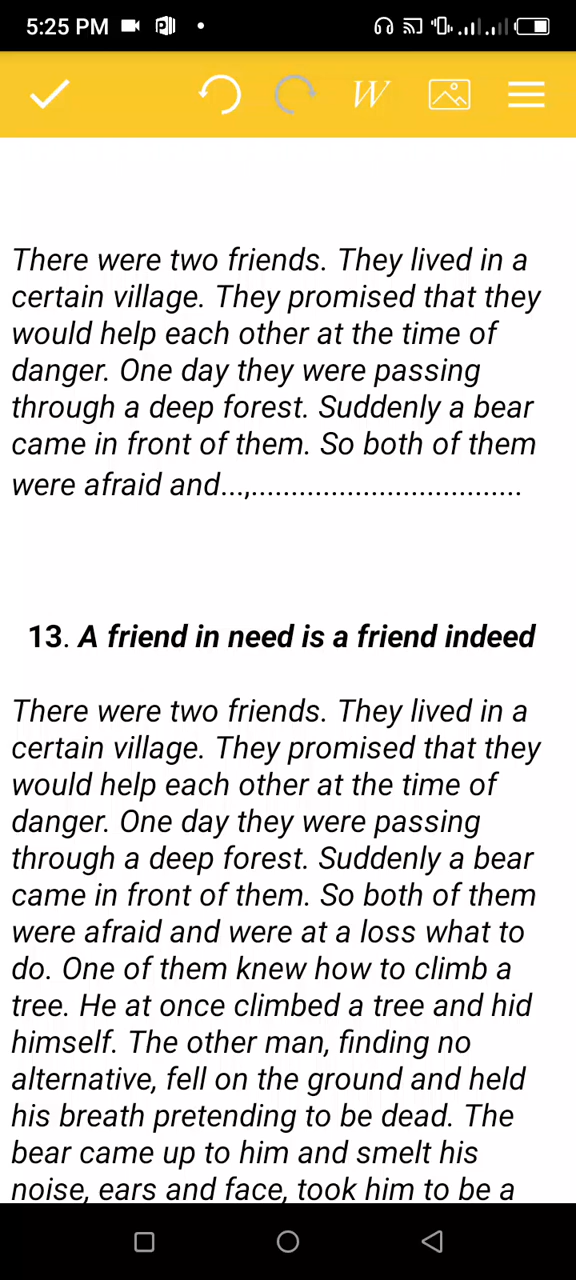 5:25 PM
W
There were two friends. They lived in a
certain village. They promised that they
would help each other at the time of
danger. One day they were passing
through a deep forest. Suddenly a bear
came in front of them. So both of them
were afraid and...,..................................
13. A friend in need is a friend indeed
There were two friends. They lived in a
certain village. They promised that they
would help each other at the time of
danger. One day they were passing
through a deep forest. Suddenly a bear
came in front of them. So both of them
were afraid and were at a loss what to
do. One of them knew how to climb a
tree. He at once climbed a tree and hid
himself. The other man, finding no
alternative, fell on the ground and held
his breath pretending to be dead. The
bear came up to him and smelt his
noise, ears and face, took him to be a